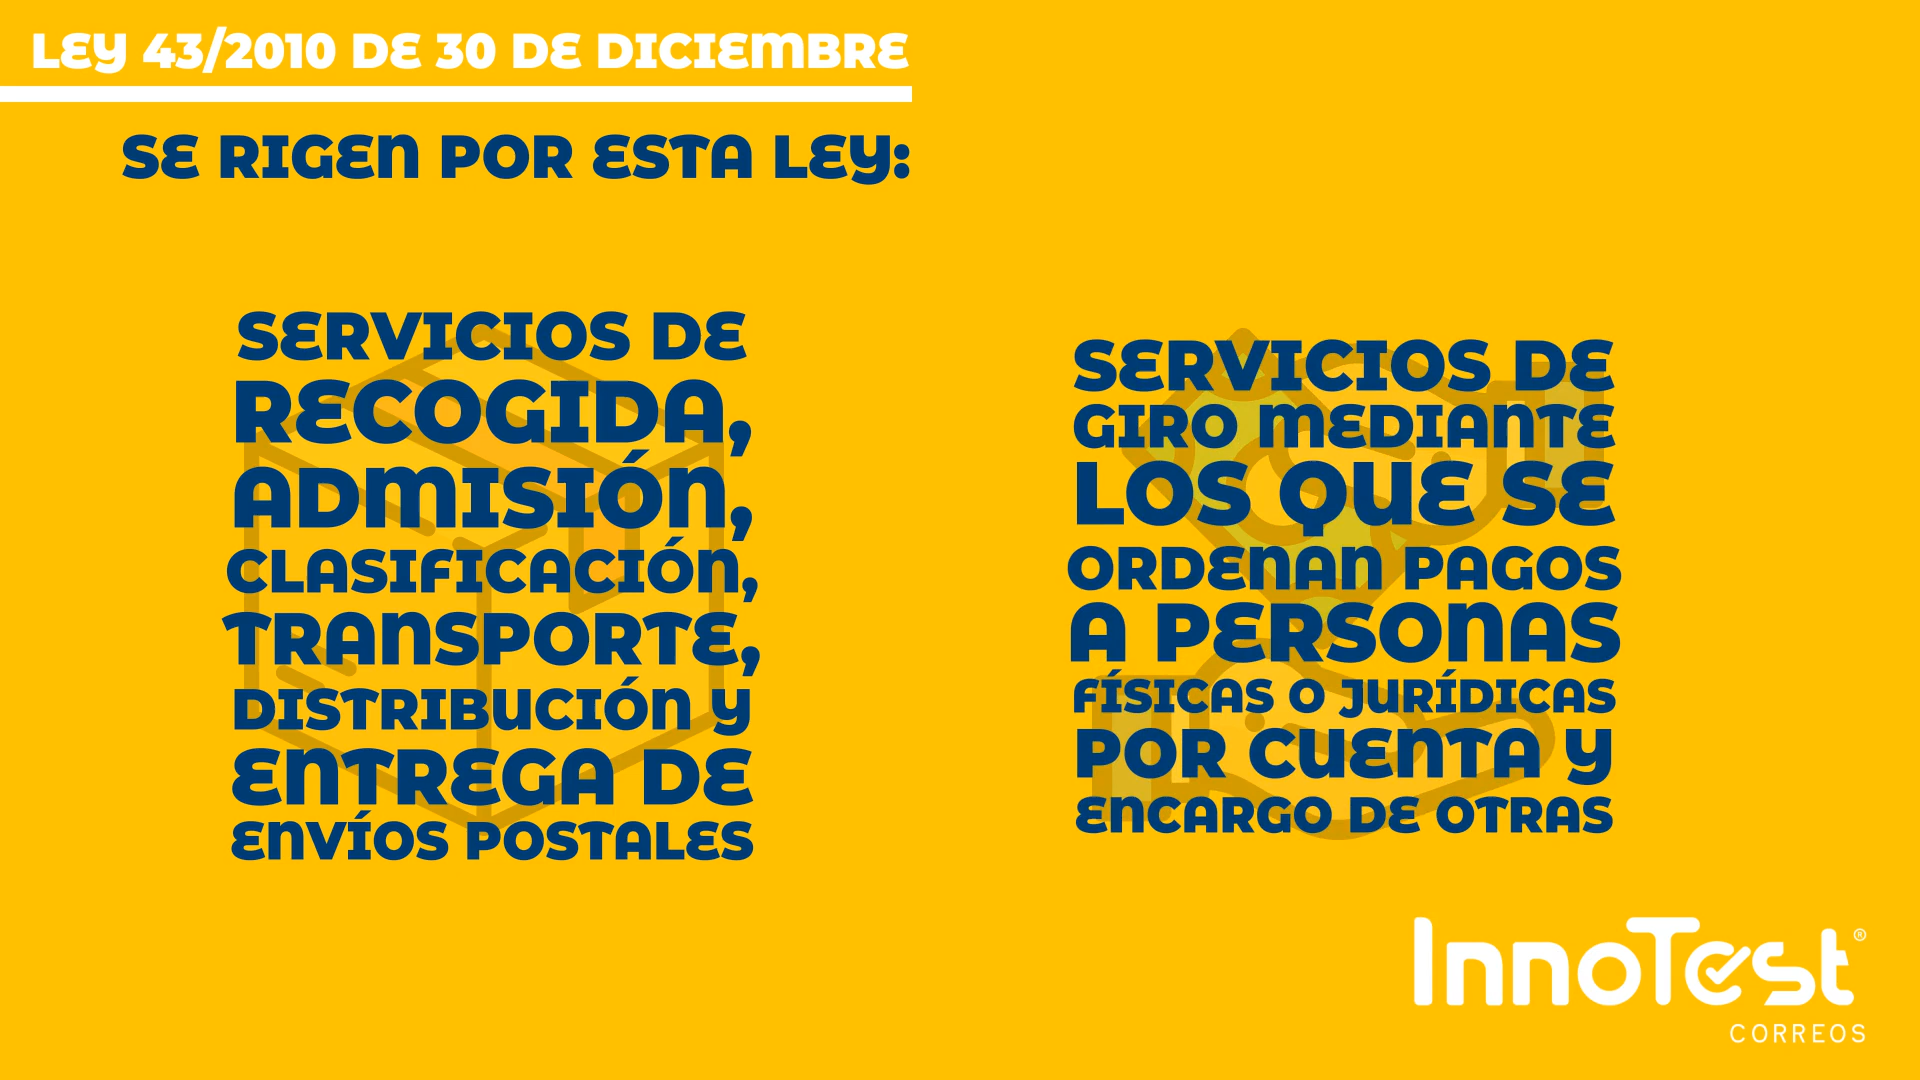 LEY 43/2010 DE 30 DE DICIEMBRE
SE RIGEN POR ESTA LEY:
SERVICIOS DE
RECOGIDA,
ADMISIÓN,
CLASIFICACIÓN,
TRANSPORTE,
DISTRIBUCIÓN Y
ENTREGA DE
ENVÍOS POSTALES
SERVICIOS DE
GIRO MEDIANTE
LOS QUE SE
ORDENAN PAGOS
A PERSONAS
FÍSICAS O JURÍDICAS
POR CUENTA Y
ENCARGO DE OTRAS
InnoTest®
CORREOS